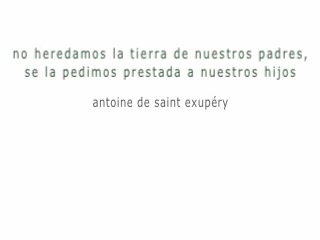 no heredamos la tierra de nuestros padres,
se la pedimos prestada a nuestros hijos
antoine de saint exupéry